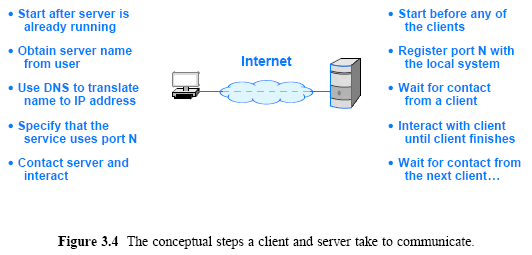 • Start after server is
already running
• Obtain server name
from user
• Use DNS to translate
name to IP address
• Specify that the
service uses port N
• Contact server and
interact
Internet
• Start before any of
the clients
• Register port N with
the local system
• Wait for contact
from a client
• Interact with client
until client finishes
• Wait for contact from
the next client...
Figure 3.4 The conceptual steps a client and server take to communicate.